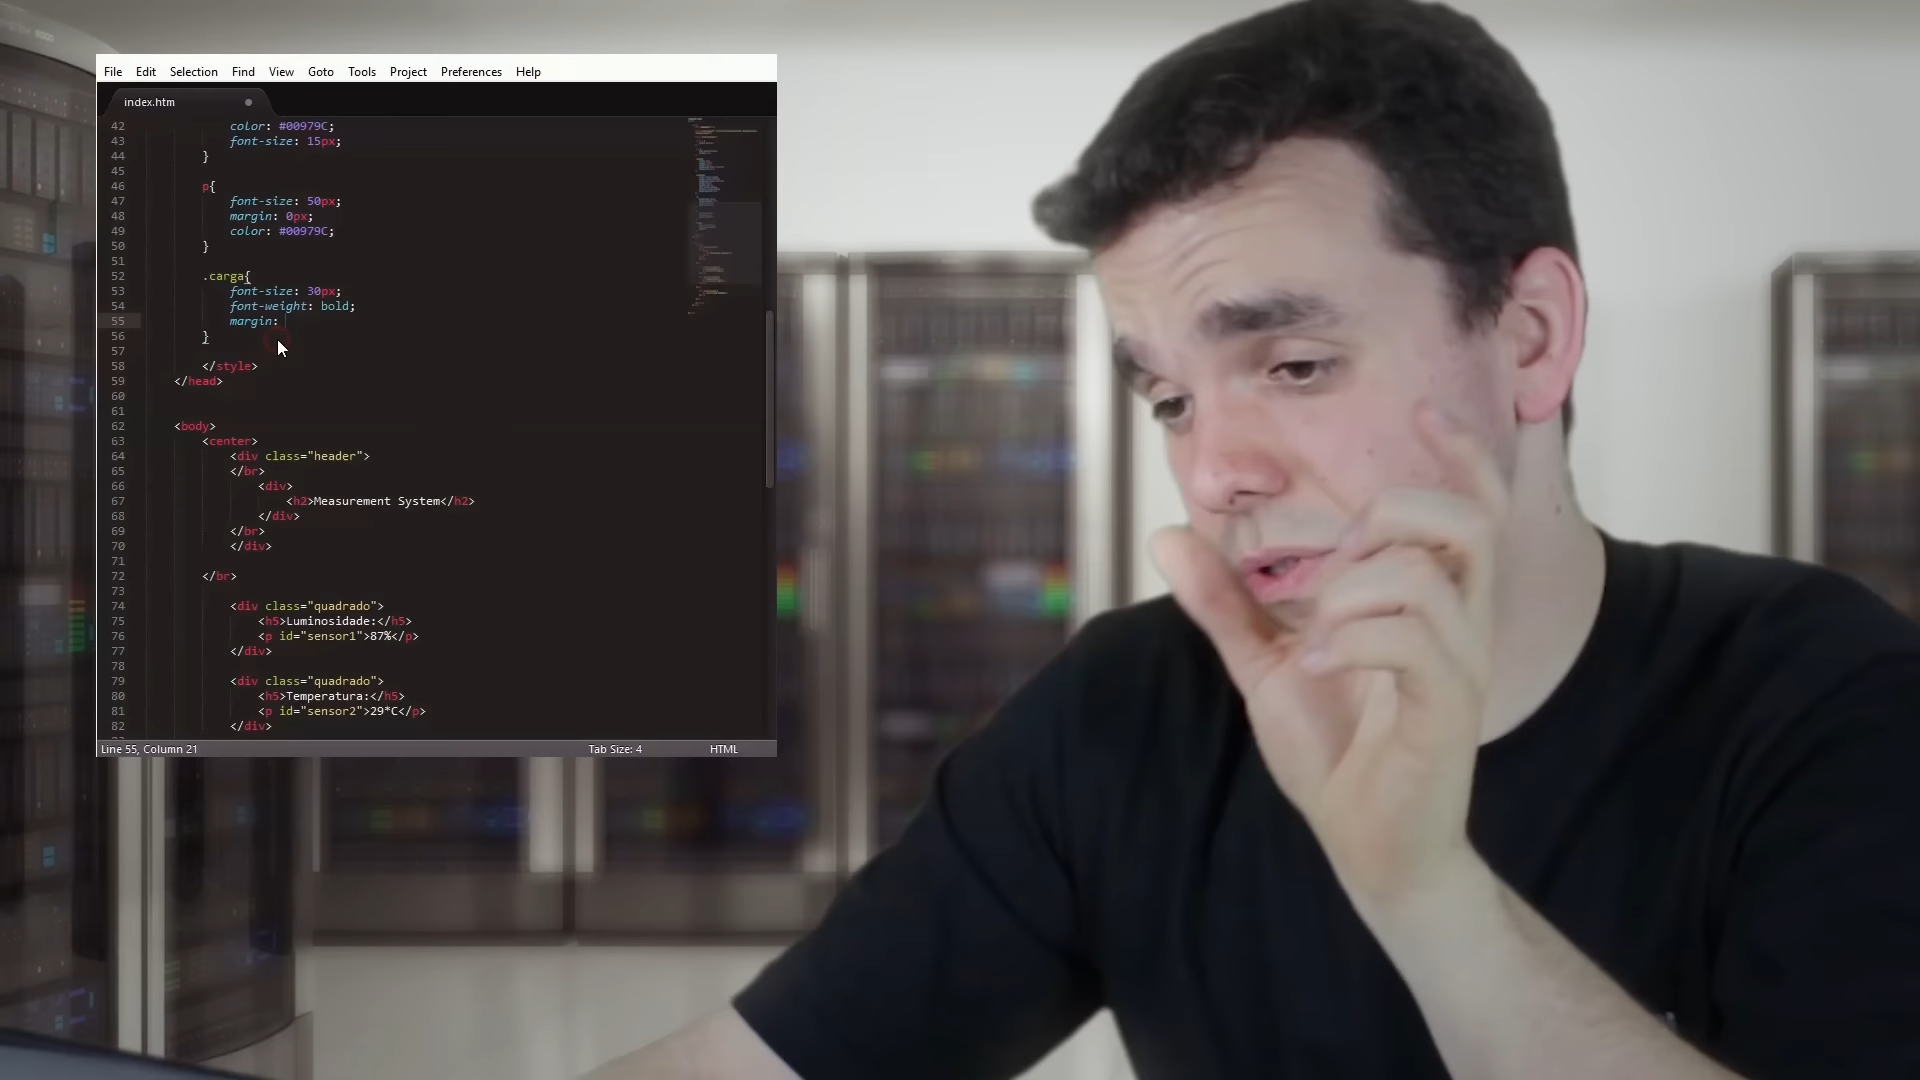 File Edit Selection Find View Goto Tools Project Preferences Help
index.htm
42 color: #00979C;
43 font-size: 15px;
44 }
45
46 p{
47 font-size: 50px;
48 margin: 0px;
49 color: #00979C;
50 }
51
52 .carga{
53 font-size: 30px;
54 font-weight: bold;
55 margin:
56 }
57
58 </style>
59 </head>
60
61
62 <body>
63 <center>
64 <div class="header">
65 </br>
66 <div>
67 <h2>Measurement System</h2>
68 </div>
69 </br>
70 </div>
71
72 </br>
73
74 <div class="quadrado">
75 <h5>Luminosidade:</h5>
76 <p id="sensor1">87%</p>
77 </div>
78
79 <div class="quadrado">
80 <h5>Temperatura:</h5>
81 <p id="sensor2">29*C</p>
82 </div>
Line 55, Column 21 Tab Size: 4 HTML